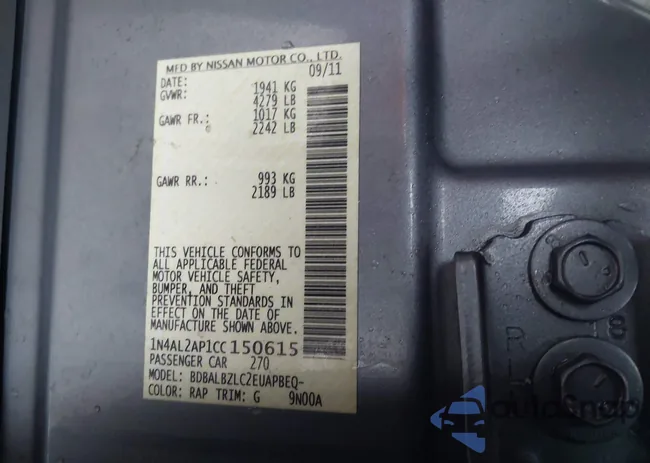 MFD BY NISSAN MOTOR CO., LTD.
DATE: 09/11
GVWR: 1941 KG
4279 LB
GAWR FR.: 1017 KG
2242 LB
GAWR RR.: 993 KG
2189 LB
THIS VEHICLE CONFORMS TO
ALL APPLICABLE FEDERAL
MOTOR VEHICLE SAFETY,
BUMPER, AND THEFT
PREVENTION STANDARDS IN
EFFECT ON THE DATE OF
MANUFACTURE SHOWN ABOVE.
1N4AL2AP1CC150615
PASSENGER CAR 270
MODEL: BDBALBZLC2EUAPBEQ-
COLOR: RAP TRIM: G 9N00A